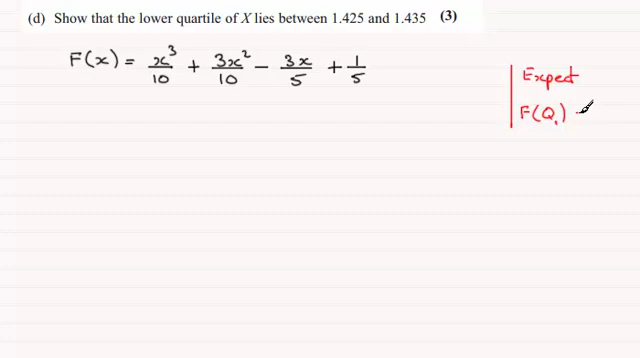 (d) Show that the lower quartile of X lies between 1.425 and 1.435 (3)
F(x) = x³/10 + 3x²/10 - 3x/5 + 1/5
Expect
F(Q₁)